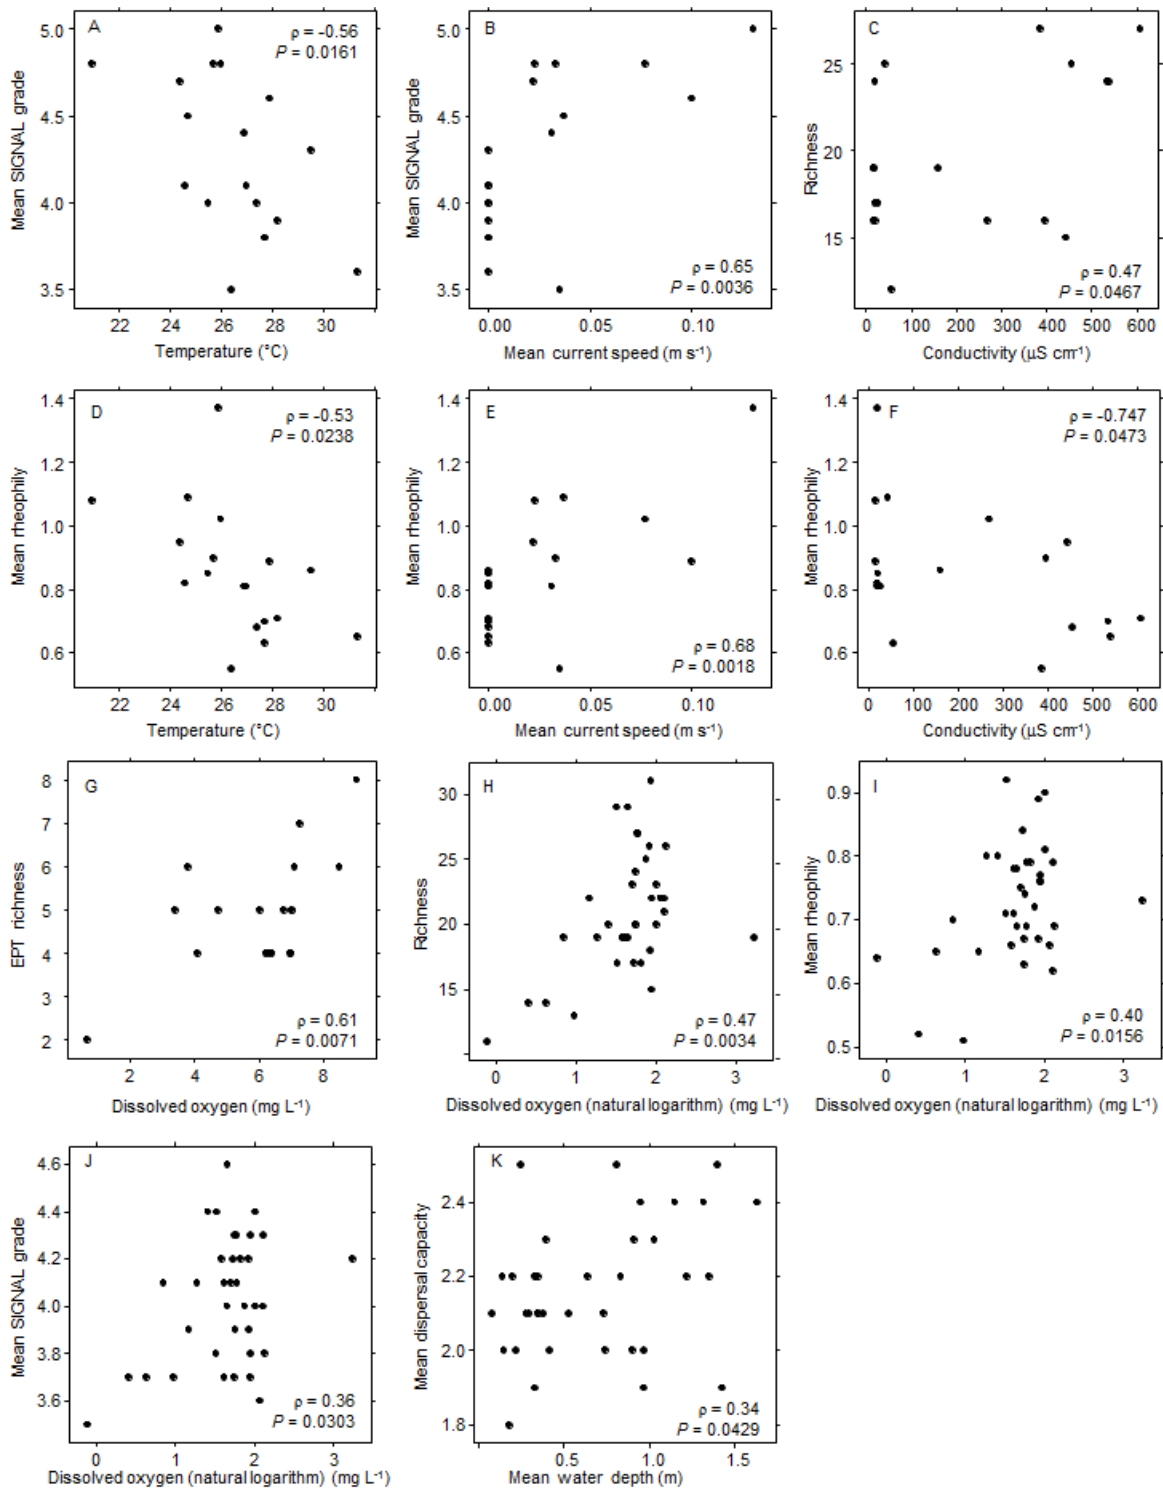 A
ρ = -0.56
P = 0.0161
5.0
4.5
4.0
3.5
Mean SIGNAL grade
22 24 26 28 30
Temperature (°C)
B
5.0
4.5
4.0
3.5
Mean SIGNAL grade
ρ = 0.65
P = 0.0036
0.00 0.05 0.10
Mean current speed (m s⁻¹)
C
25
20
15
Richness
ρ = 0.47
P = 0.0467
0 100 200 300 400 500 600
Conductivity (µS cm⁻¹)
D
ρ = -0.53
P = 0.0238
1.4
1.2
1.0
0.8
0.6
Mean rheophily
22 24 26 28 30
Temperature (°C)
E
1.4
1.2
1.0
0.8
0.6
Mean rheophily
ρ = 0.68
P = 0.0018
0.00 0.05 0.10
Mean current speed (m s⁻¹)
F
ρ = -0.747
P = 0.0473
1.4
1.2
1.0
0.8
0.6
Mean rheophily
0 100 200 300 400 500 600
Conductivity (µS cm⁻¹)
G
8
7
6
5
4
3
2
EPT richness
ρ = 0.61
P = 0.0071
2 4 6 8
Dissolved oxygen (mg L⁻¹)
H
30
25
20
15
Richness
ρ = 0.47
P = 0.0034
0 1 2 3
Dissolved oxygen (natural logarithm) (mg L⁻¹)
I
0.9
0.8
0.7
0.6
0.5
Mean rheophily
ρ = 0.40
P = 0.0156
0 1 2 3
Dissolved oxygen (natural logarithm) (mg L⁻¹)
J
4.6
4.4
4.2
4.0
3.8
3.6
Mean SIGNAL grade
ρ = 0.36
P = 0.0303
0 1 2 3
Dissolved oxygen (natural logarithm) (mg L⁻¹)
K
2.4
2.2
2.0
1.8
Mean dispersal capacity
ρ = 0.34
P = 0.0429
0.5 1.0 1.5
Mean water depth (m)